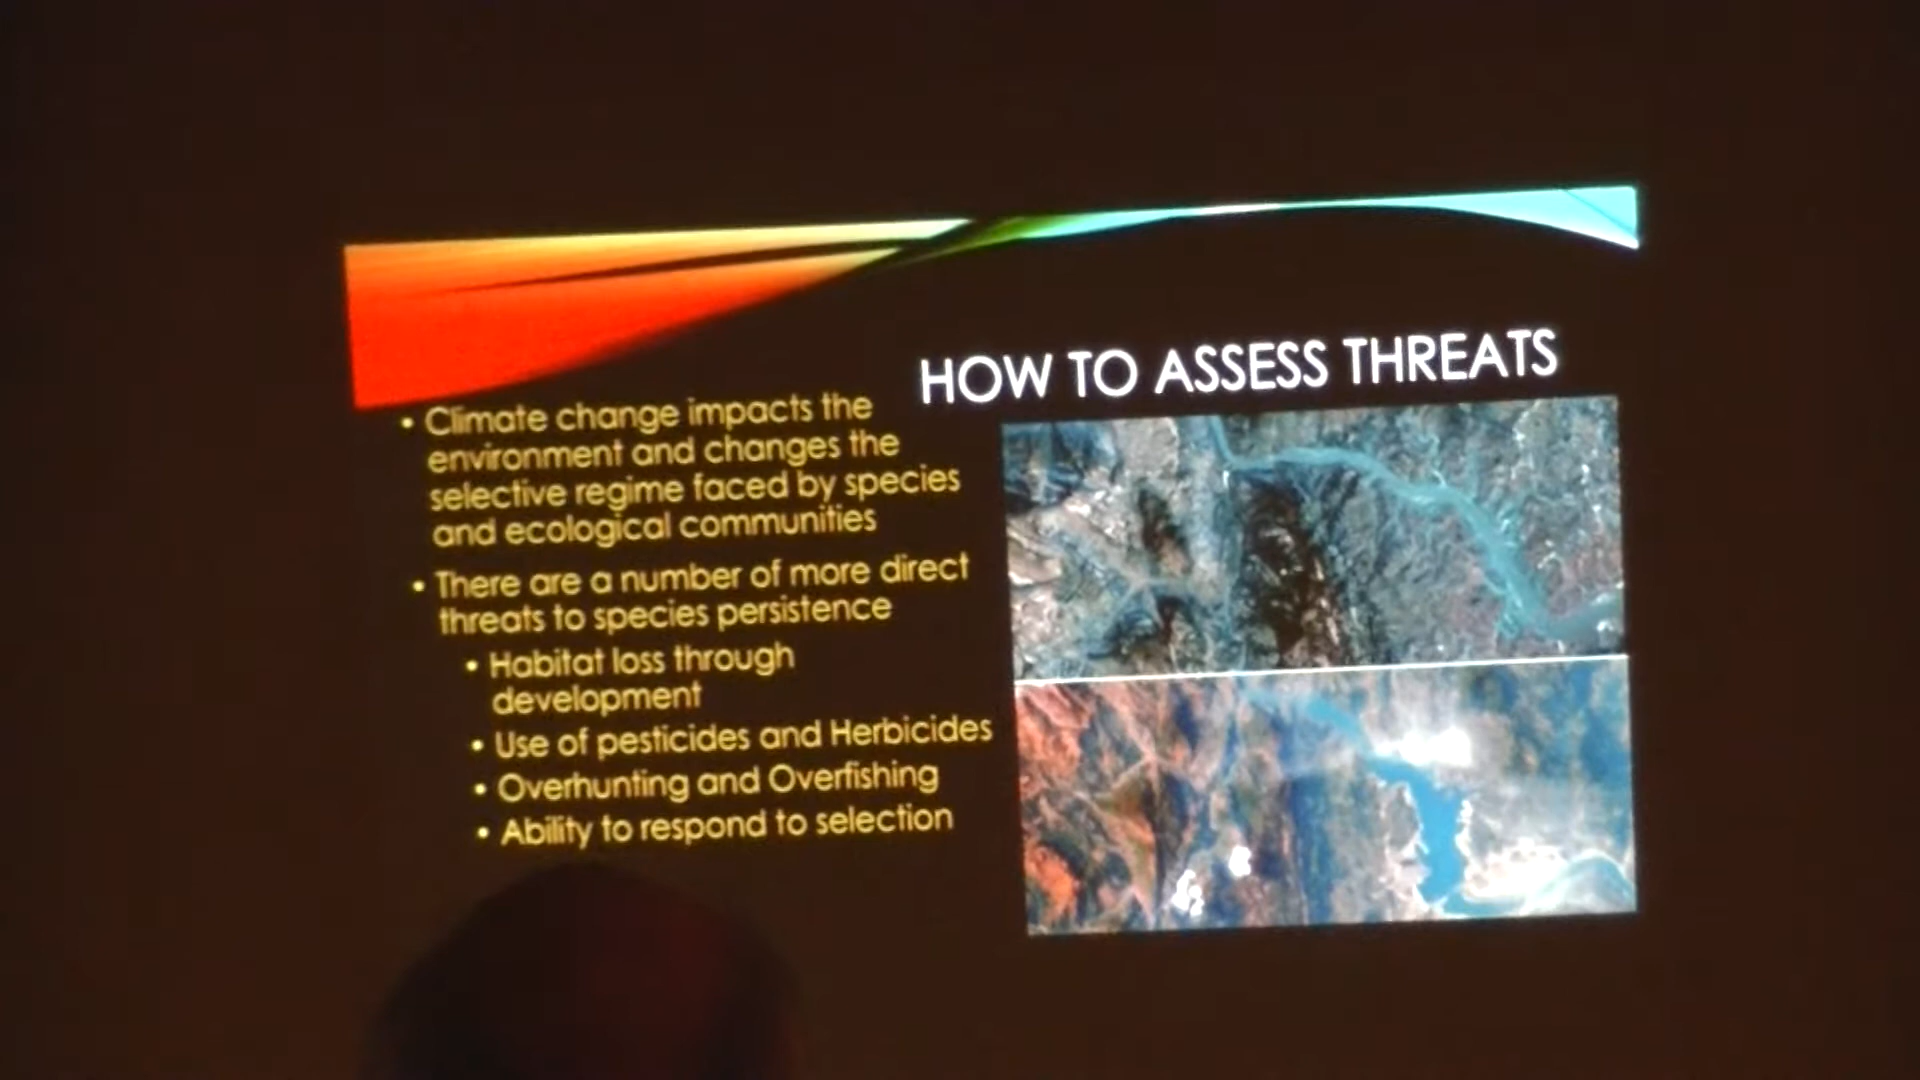 HOW TO ASSESS THREATS
• Climate change impacts the
environment and changes the
selective regime faced by species
and ecological communities
• There are a number of more direct
threats to species persistence
• Habitat loss through
development
• Use of pesticides and Herbicides
• Overhunting and Overfishing
• Ability to respond to selection